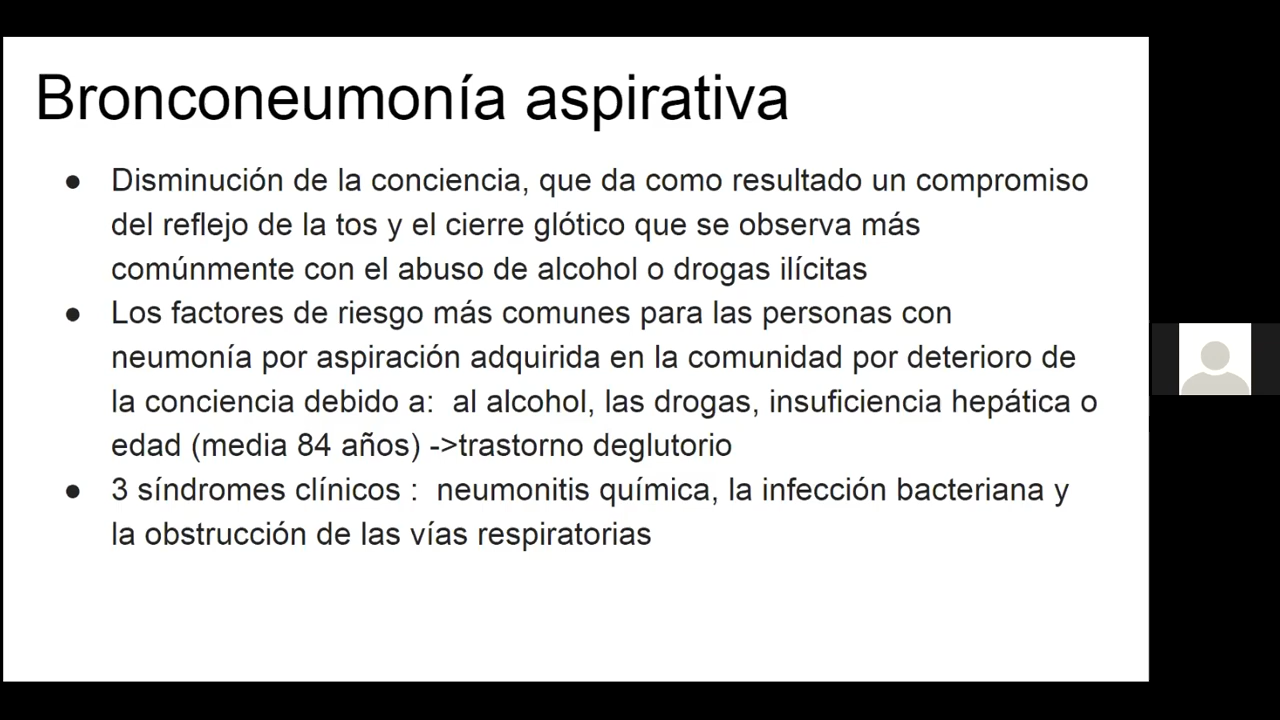 Bronconeumonía aspirativa
● Disminución de la conciencia, que da como resultado un compromiso
del reflejo de la tos y el cierre glótico que se observa más
comúnmente con el abuso de alcohol o drogas ilícitas
● Los factores de riesgo más comunes para las personas con
neumonía por aspiración adquirida en la comunidad por deterioro de
la conciencia debido a:  al alcohol, las drogas, insuficiencia hepática o
edad (media 84 años) ->trastorno deglutorio
● 3 síndromes clínicos :  neumonitis química, la infección bacteriana y
la obstrucción de las vías respiratorias